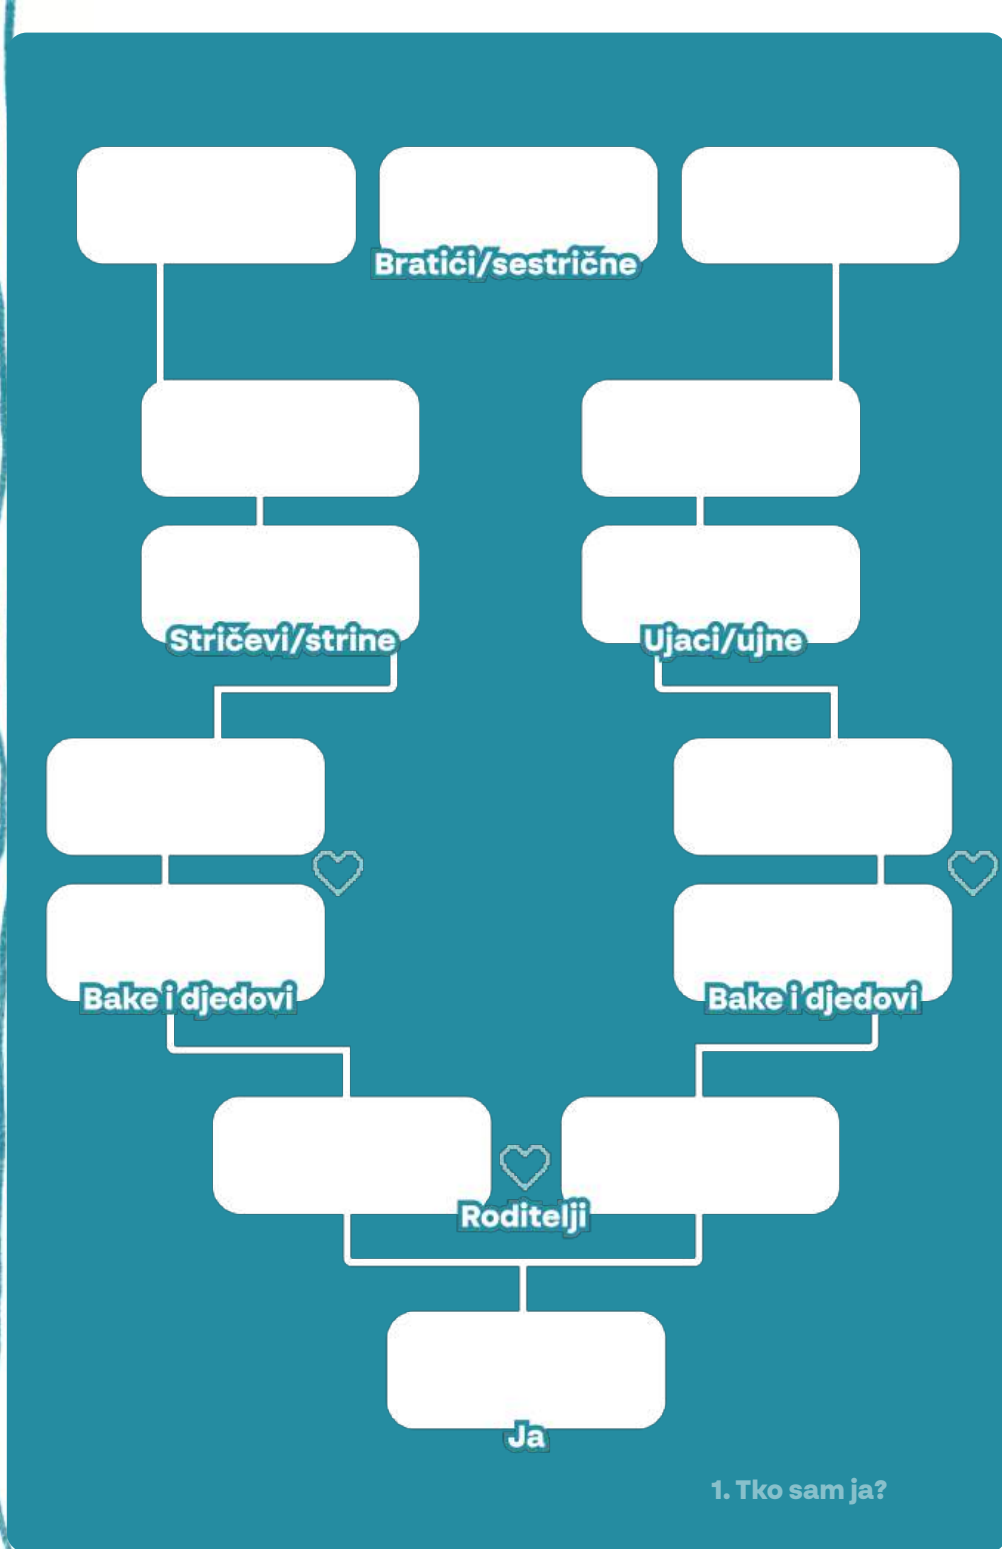 Bratići/sestrične
Stričevi/strine
Ujaci/ujne
Bake i djedovi
Bake i djedovi
Roditelji
Ja
1. Tko sam ja?